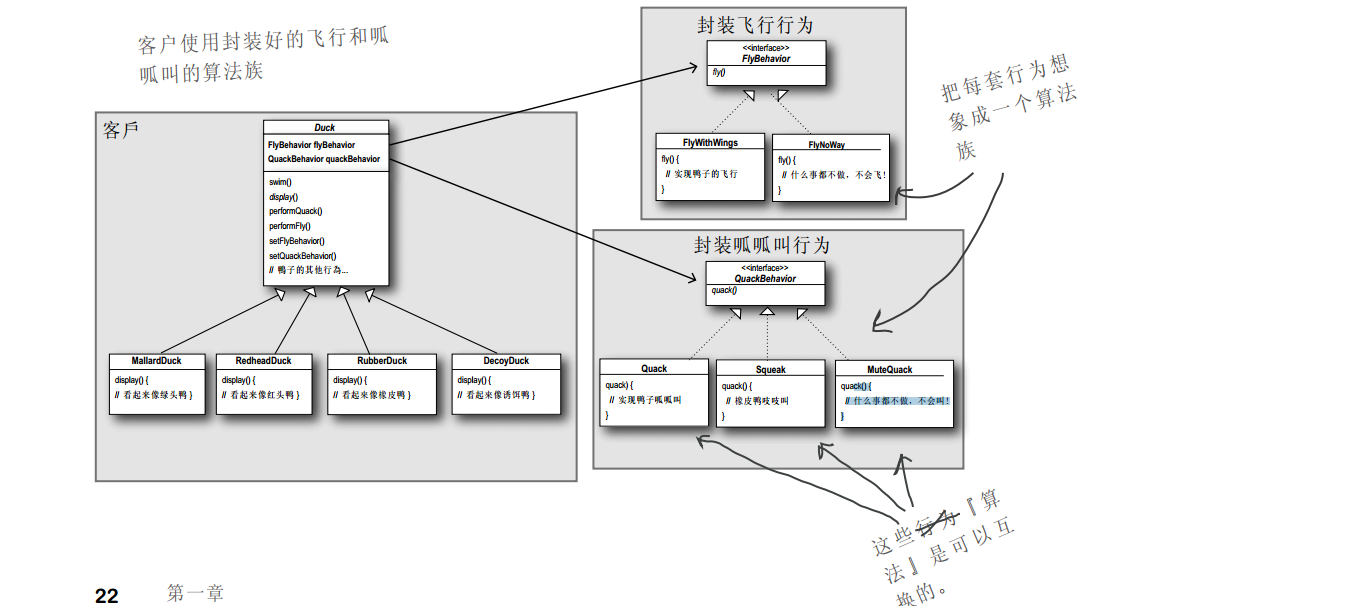 客户使用封装好的飞行和呱
呱叫的算法族
客戶
Duck
FlyBehavior flyBehavior
QuackBehavior quackBehavior
swim()
display()
performQuack()
performFly()
setFlyBehavior()
setQuackBehavior()
// 鸭子的其他行為...
MallardDuck
display() {
// 看起来像绿头鸭 }
RedheadDuck
display() {
// 看起来像红头鸭 }
RubberDuck
display() {
// 看起来像橡皮鸭 }
DecoyDuck
display() {
// 看起来像诱饵鸭 }
封装飞行行为
<<interface>>
FlyBehavior
fly()
FlyWithWings
fly() {
// 实现鸭子的飞行
}
FlyNoWay
fly() {
// 什么事都不做，不会飞！
}
把每套行为想
象成一个算法
族
封装呱呱叫行为
<<interface>>
QuackBehavior
quack()
Quack
quack) {
// 实现鸭子呱呱叫
}
Squeak
quack() {
// 橡皮鸭吱吱叫
}
MuteQuack
quack() {
// 什么事都不做，不会叫！
}
这些行为『算
法』是可以互
换的。
22
第一章